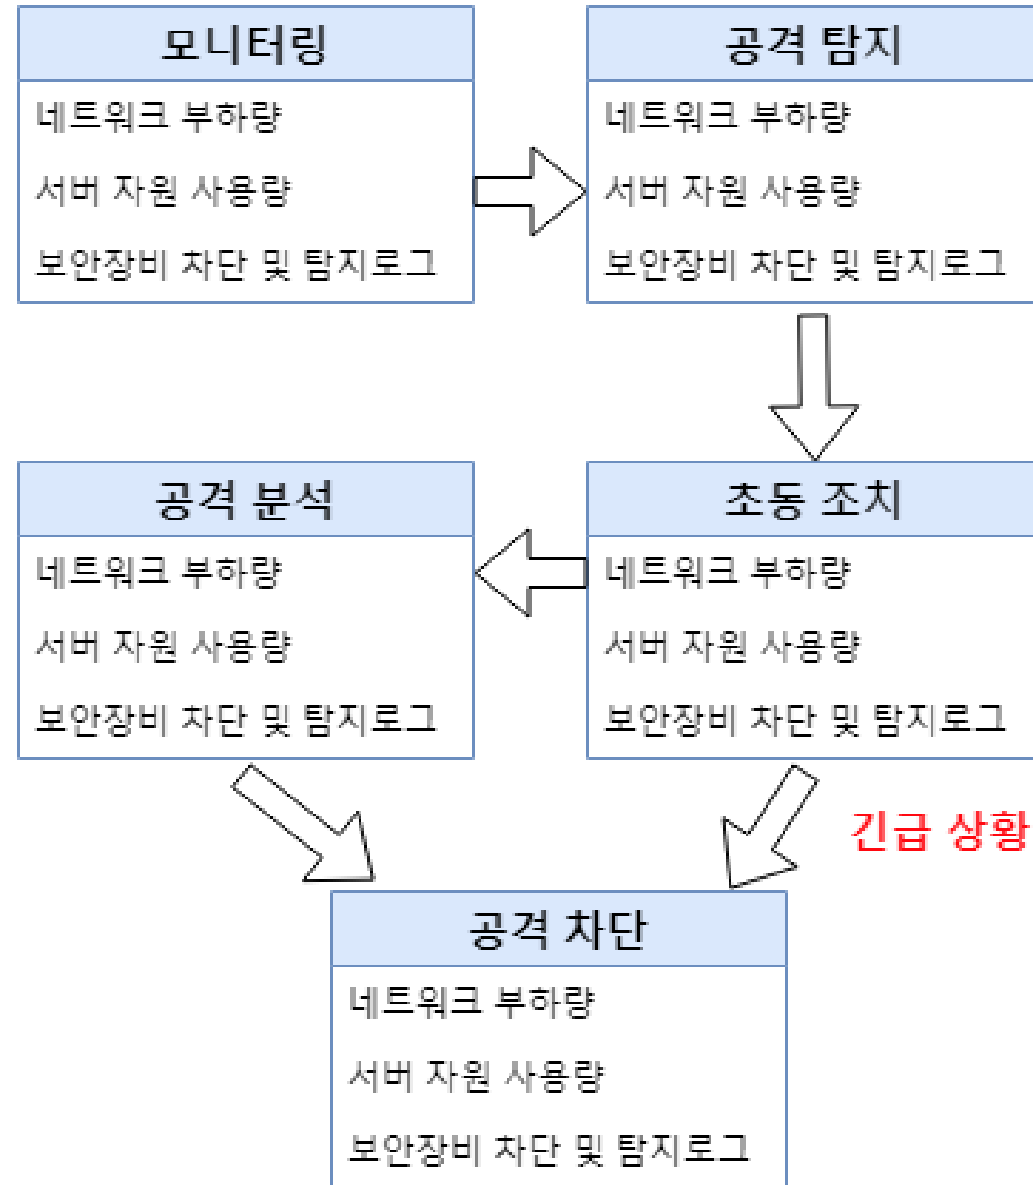 모니터링
네트워크 부하량
서버 자원 사용량
보안장비 차단 및 탐지로그
공격 탐지
네트워크 부하량
서버 자원 사용량
보안장비 차단 및 탐지로그
초동 조치
네트워크 부하량
서버 자원 사용량
보안장비 차단 및 탐지로그
공격 분석
네트워크 부하량
서버 자원 사용량
보안장비 차단 및 탐지로그
긴급 상황
공격 차단
네트워크 부하량
서버 자원 사용량
보안장비 차단 및 탐지로그